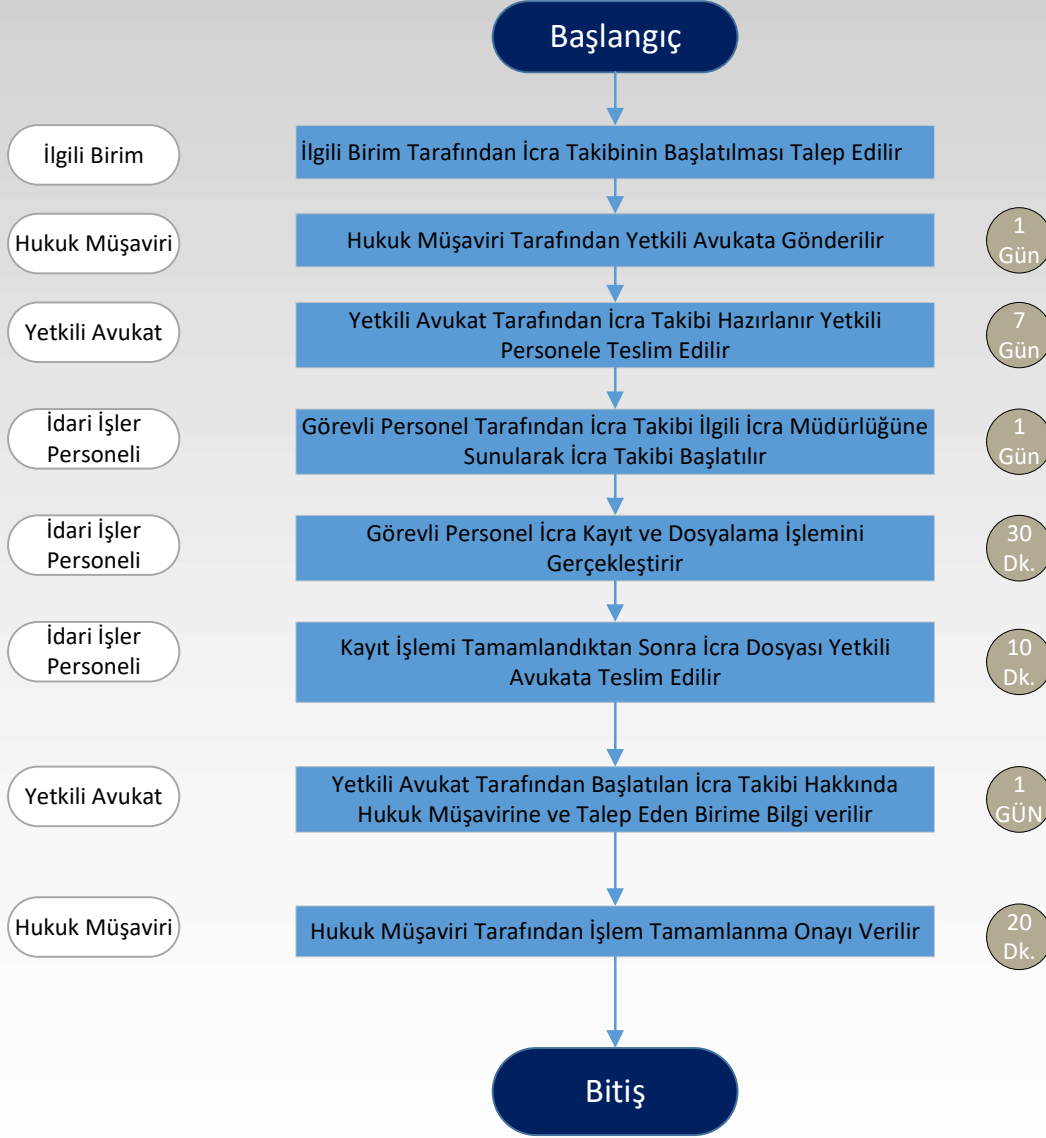 Başlangıç
İlgili Birim
İlgili Birim Tarafından İcra Takibinin Başlatılması Talep Edilir
Hukuk Müşaviri
Hukuk Müşaviri Tarafından Yetkili Avukata Gönderilir
1
Gün
Yetkili Avukat
Yetkili Avukat Tarafından İcra Takibi Hazırlanır Yetkili
Personele Teslim Edilir
7
Gün
İdari İşler
Personeli
Görevli Personel Tarafından İcra Takibi İlgili İcra Müdürlüğüne
Sunularak İcra Takibi Başlatılır
1
Gün
İdari İşler
Personeli
Görevli Personel İcra Kayıt ve Dosyalama İşlemini
Gerçekleştirir
30
Dk.
İdari İşler
Personeli
Kayıt İşlemi Tamamlandıktan Sonra İcra Dosyası Yetkili
Avukata Teslim Edilir
10
Dk.
Yetkili Avukat
Yetkili Avukat Tarafından Başlatılan İcra Takibi Hakkında
Hukuk Müşavirine ve Talep Eden Birime Bilgi verilir
1
GÜN
Hukuk Müşaviri
Hukuk Müşaviri Tarafından İşlem Tamamlanma Onayı Verilir
20
Dk.
Bitiş